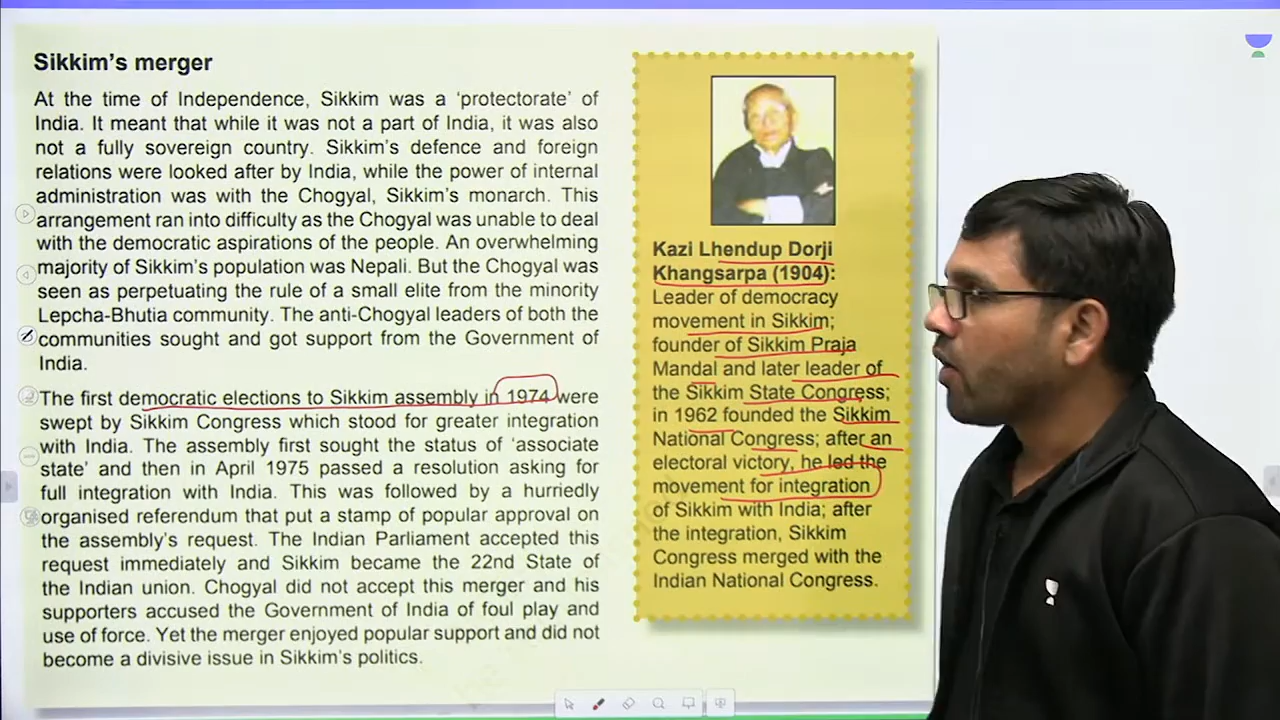 Sikkim's merger
At the time of Independence, Sikkim was a 'protectorate' of
India. It meant that while it was not a part of India, it was also
not a fully sovereign country. Sikkim's defence and foreign
relations were looked after by India, while the power of internal
administration was with the Chogyal, Sikkim's monarch. This
arrangement ran into difficulty as the Chogyal was unable to deal
with the democratic aspirations of the people. An overwhelming
majority of Sikkim's population was Nepali. But the Chogyal was
seen as perpetuating the rule of a small elite from the minority
Lepcha-Bhutia community. The anti-Chogyal leaders of both the
communities sought and got support from the Government of
India.
The first democratic elections to Sikkim assembly in 1974 were
swept by Sikkim Congress which stood for greater integration
with India. The assembly first sought the status of 'associate
state' and then in April 1975 passed a resolution asking for
full integration with India. This was followed by a hurriedly
organised referendum that put a stamp of popular approval on
the assembly's request. The Indian Parliament accepted this
request immediately and Sikkim became the 22nd State of
the Indian union. Chogyal did not accept this merger and his
supporters accused the Government of India of foul play and
use of force. Yet the merger enjoyed popular support and did not
become a divisive issue in Sikkim's politics.
Kazi Lhendup Dorji
Khangsarpa (1904):
Leader of democracy
movement in Sikkim;
founder of Sikkim Praja
Mandal and later leader of
the Sikkim State Congress;
in 1962 founded the Sikkim
National Congress; after an
electoral victory, he led the
movement for integration
of Sikkim with India; after
the integration, Sikkim
Congress merged with the
Indian National Congress.